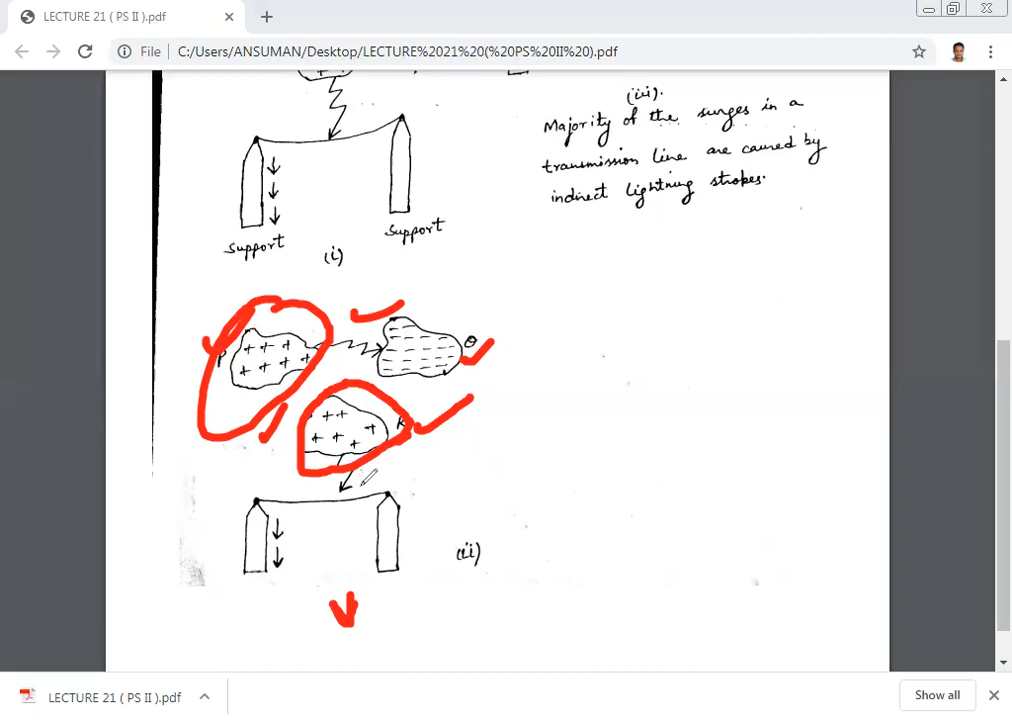 LECTURE 21 (PS II ).pdf
File
C:/Users/ANSUMAN/Desktop/LECTURE%2021%20(%20PS%20II%20).pdf
(iii).
Majority of the surges in a
transmission line are caused by
indirect lightning strokes.
Support
Support
(i)
P
Q
R
(ii)
LECTURE 21 ( PS II ).pdf
Show all